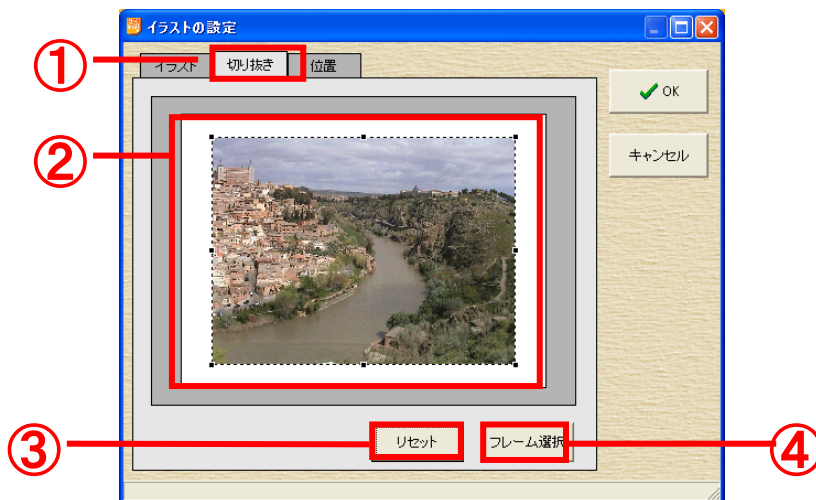 イラストの設定
①
イラスト 切り抜き 位置
OK
②
キャンセル
③
リセット フレーム選択
④